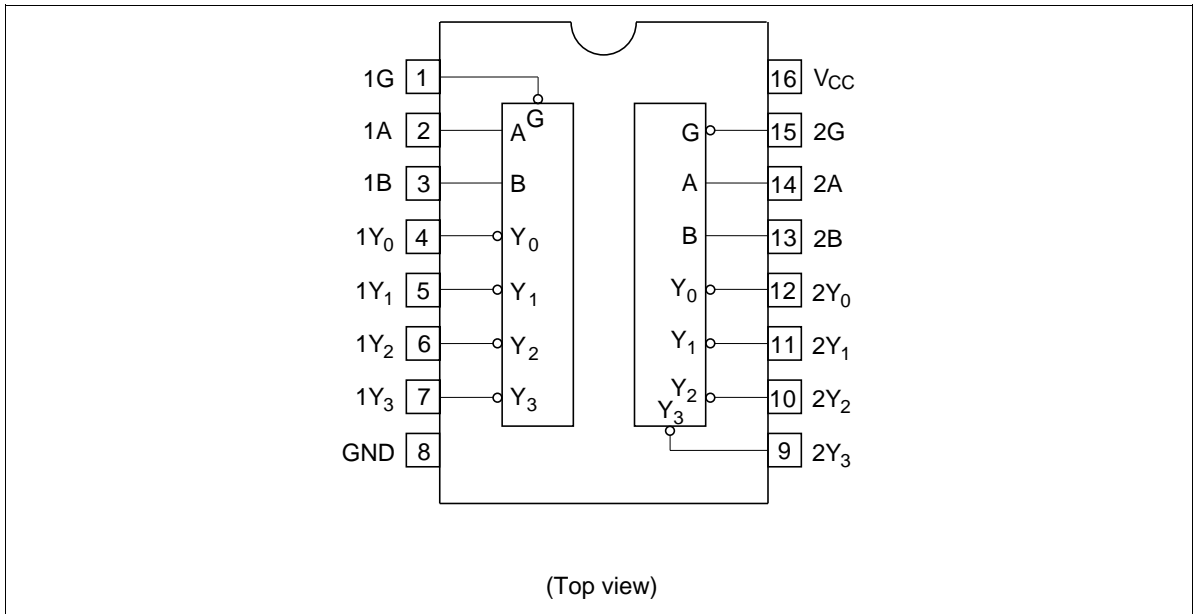 1G 1 16 VCC
G
1A 2 A G 15 2G
1B 3 B A 14 2A
1Y0 4 Y0 B 13 2B
1Y1 5 Y1 Y0 12 2Y0
1Y2 6 Y2 Y1 11 2Y1
1Y3 7 Y3 Y2 10 2Y2
Y3
GND 8 9 2Y3
(Top view)